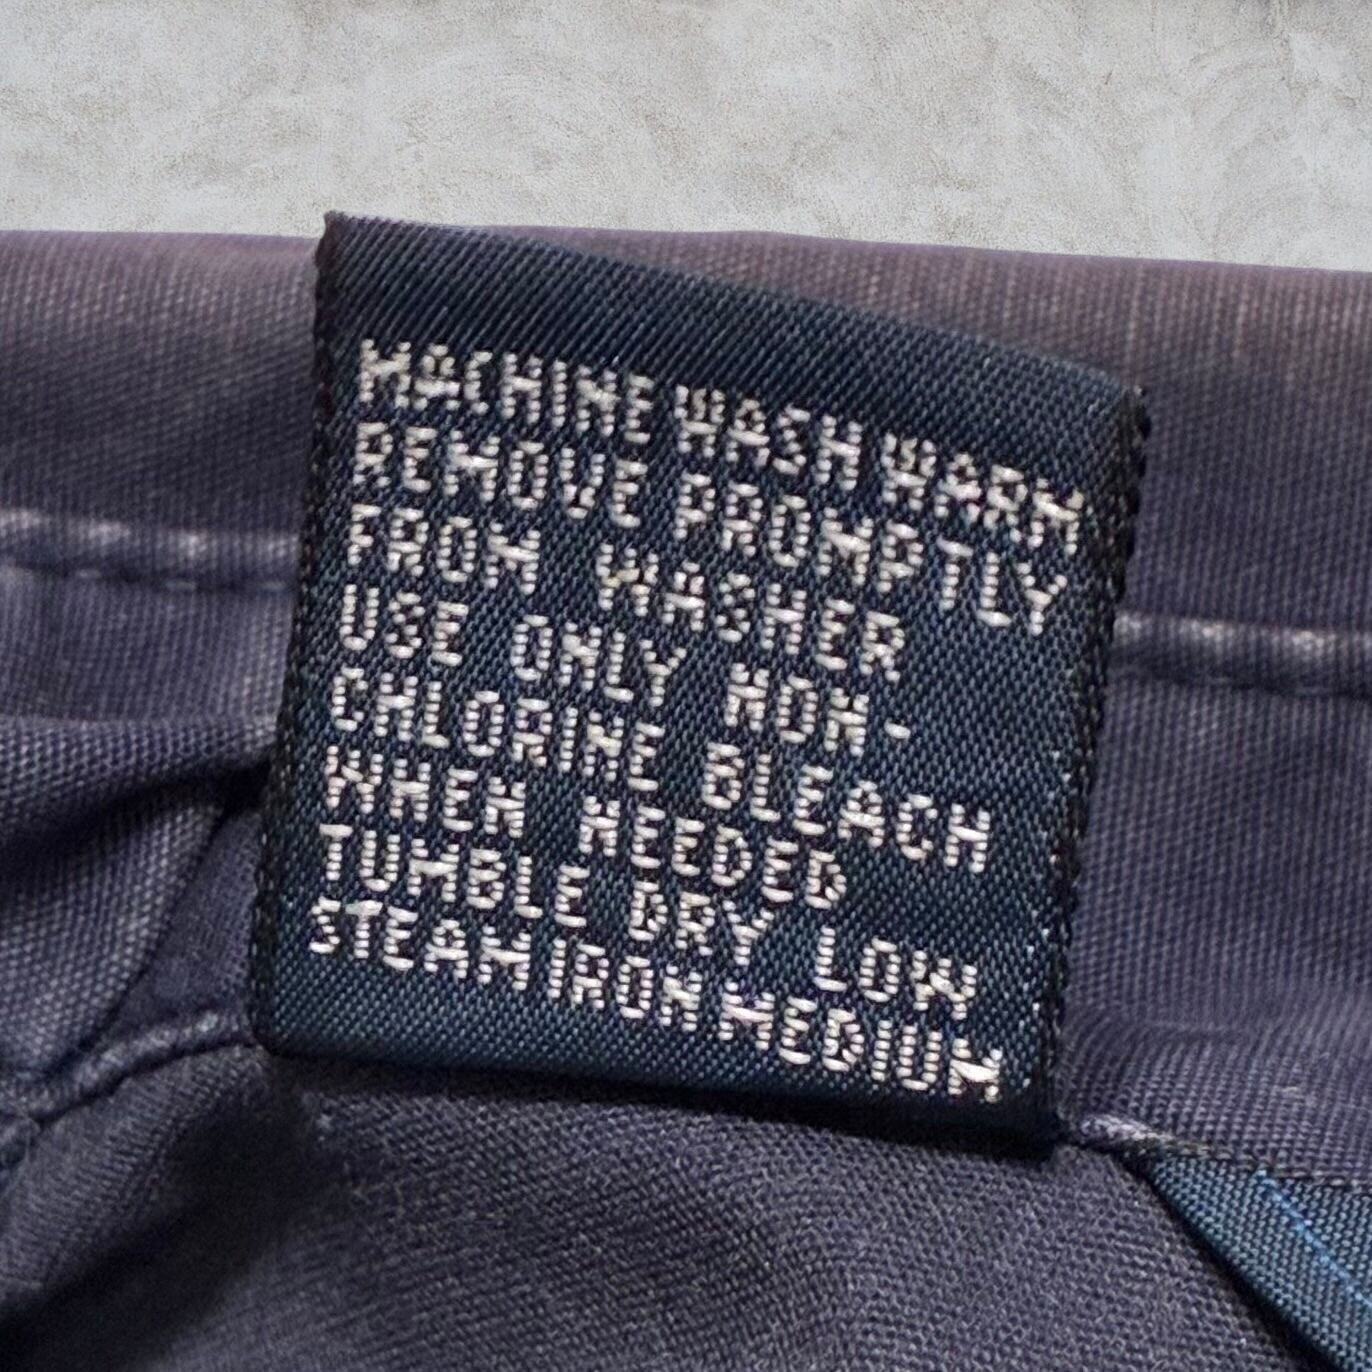 MACHINE WASH WARM
REMOVE PROMPTLY
FROM WASHER
USE ONLY NON-
CHLORINE BLEACH
WHEN NEEDED
TUMBLE DRY LOW
STEAM IRON MEDIUM